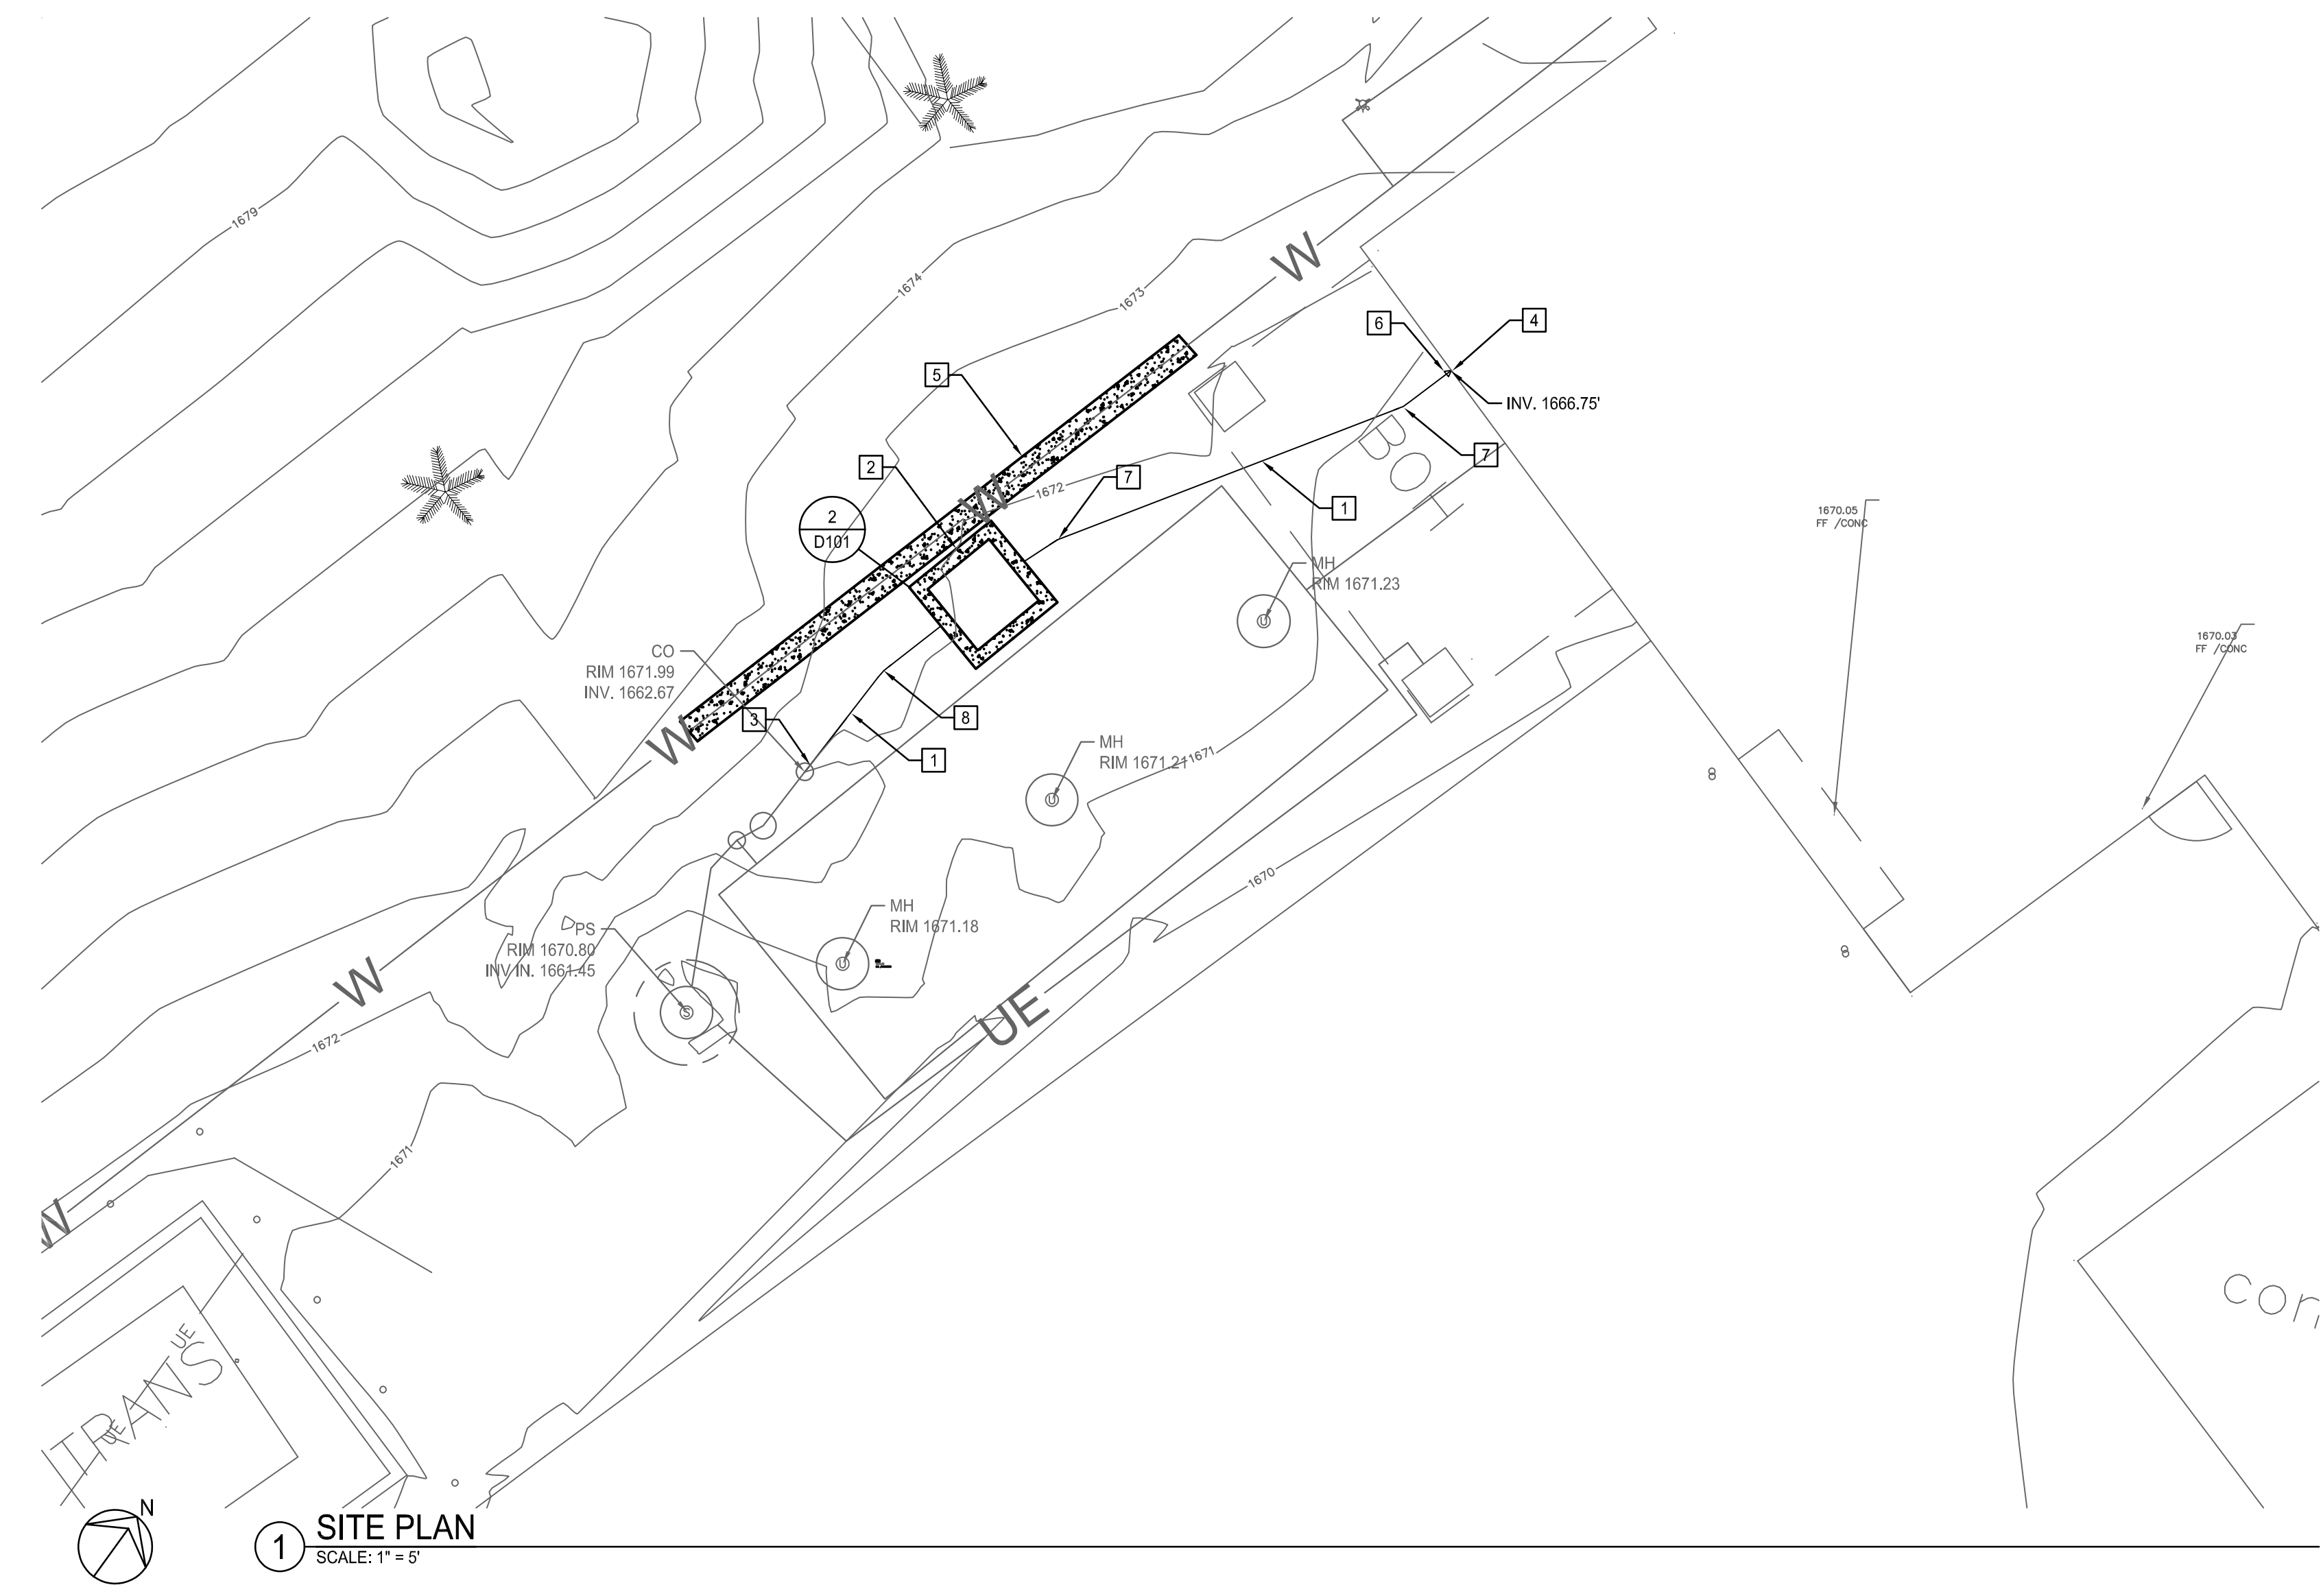 1679
1674
1673
W
6
4
5
INV. 1666.75'
BOT
2
7
7
1672
1
W
2
D101
1670.05
FF /CONC
MH
RIM 1671.23
1670.03
FF /CONC
CO
RIM 1671.99
INV. 1662.67
3
8
W
1
MH
RIM 1671.21
1671
1670
MH
RIM 1671.18
PS
RIM 1670.80
INV IN. 1661.45
W
UE
1672
1671
W
con
UE
TRANS
UE
N
1
SITE PLAN
SCALE: 1" = 5'